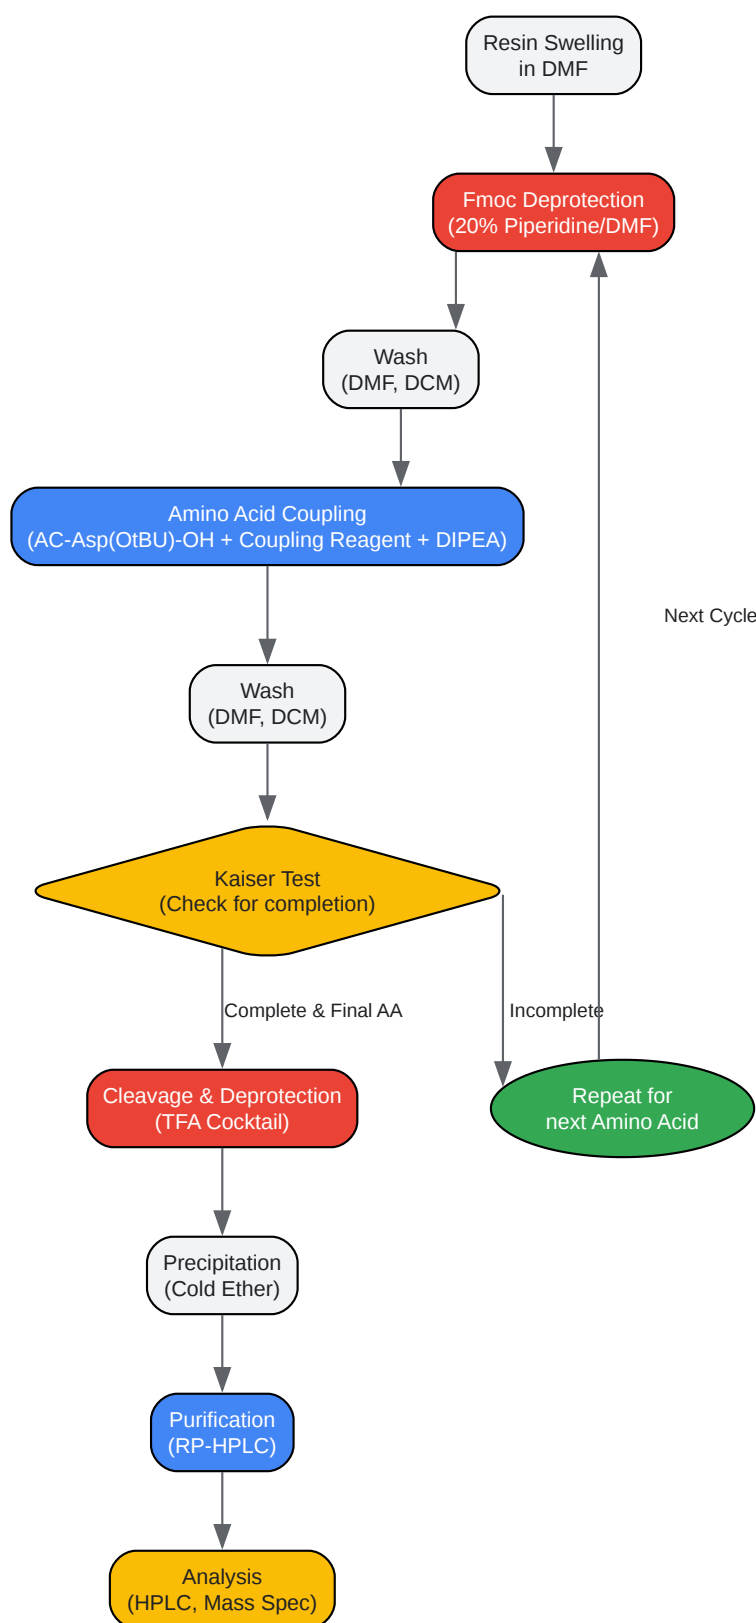 Resin Swelling
in DMF
Fmoc Deprotection
(20% Piperidine/DMF)
Wash
(DMF, DCM)
Amino Acid Coupling
(AC-Asp(OtBU)-OH + Coupling Reagent + DIPEA)
Next Cycle
Wash
(DMF, DCM)
Kaiser Test
(Check for completion)
Complete & Final AA
Incomplete
Cleavage & Deprotection
(TFA Cocktail)
Repeat for
next Amino Acid
Precipitation
(Cold Ether)
Purification
(RP-HPLC)
Analysis
(HPLC, Mass Spec)